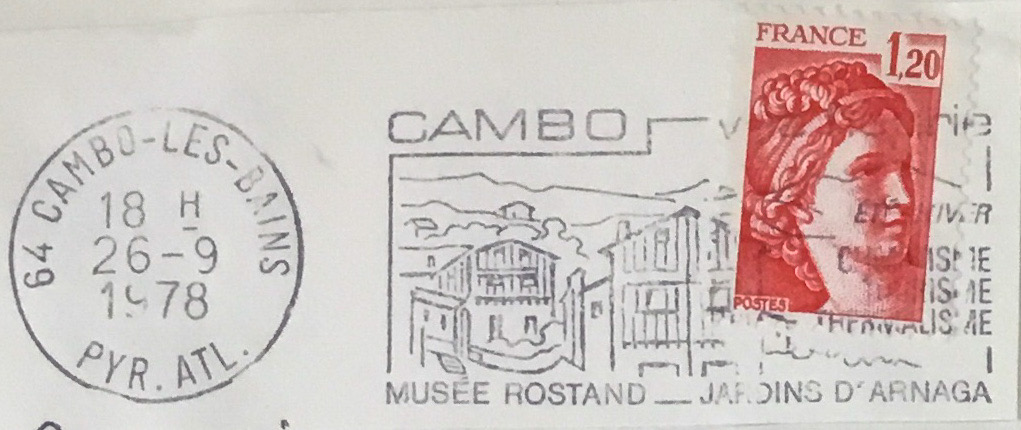 64 CAMBO-LES-BAINS
18 H
26-9
1978
PYR. ATL.
CAMBO
FRANCE
1,20
POSTES
THERMALISME
MUSÉE ROSTAND — JARDINS D'ARNAGA